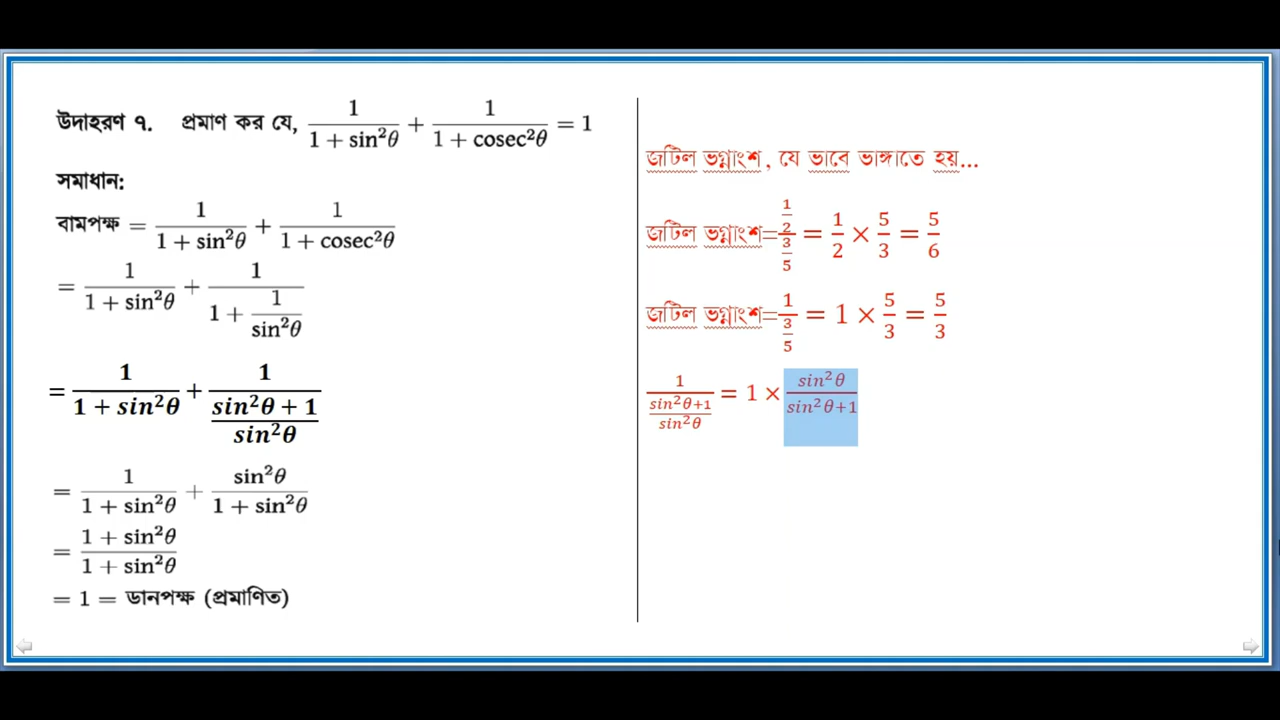 উদাহরণ ৭. প্রমাণ কর যে, 1/(1 + sin²θ) + 1/(1 + cosec²θ) = 1
সমাধান:
বামপক্ষ = 1/(1 + sin²θ) + 1/(1 + cosec²θ)
= 1/(1 + sin²θ) + 1/(1 + 1/sin²θ)
= 1/(1 + sin²θ) + 1/((sin²θ + 1)/sin²θ)
= 1/(1 + sin²θ) + sin²θ/(1 + sin²θ)
= (1 + sin²θ)/(1 + sin²θ)
= 1 = ডানপক্ষ (প্রমাণিত)
জটিল ভগ্নাংশ, যে ভাবে ভাঙ্গাতে হয়...
জটিল ভগ্নাংশ=(1/2)/(3/5) = 1/2 × 5/3 = 5/6
জটিল ভগ্নাংশ=1/(3/5) = 1 × 5/3 = 5/3
1/((sin²θ+1)/sin²θ) = 1 × sin²θ/(sin²θ+1)